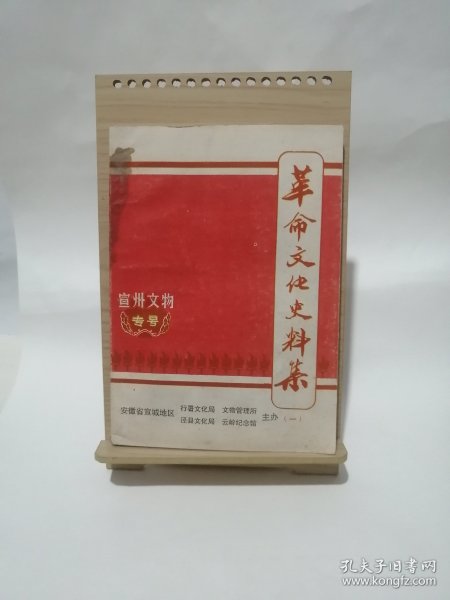 革命文化史料集
宣州文物
专号
安徽省宣城地区 行署文化局 文物管理所 主办（一）
泾县文化局 云岭纪念馆
孔夫子旧书网
www.kongfz.com